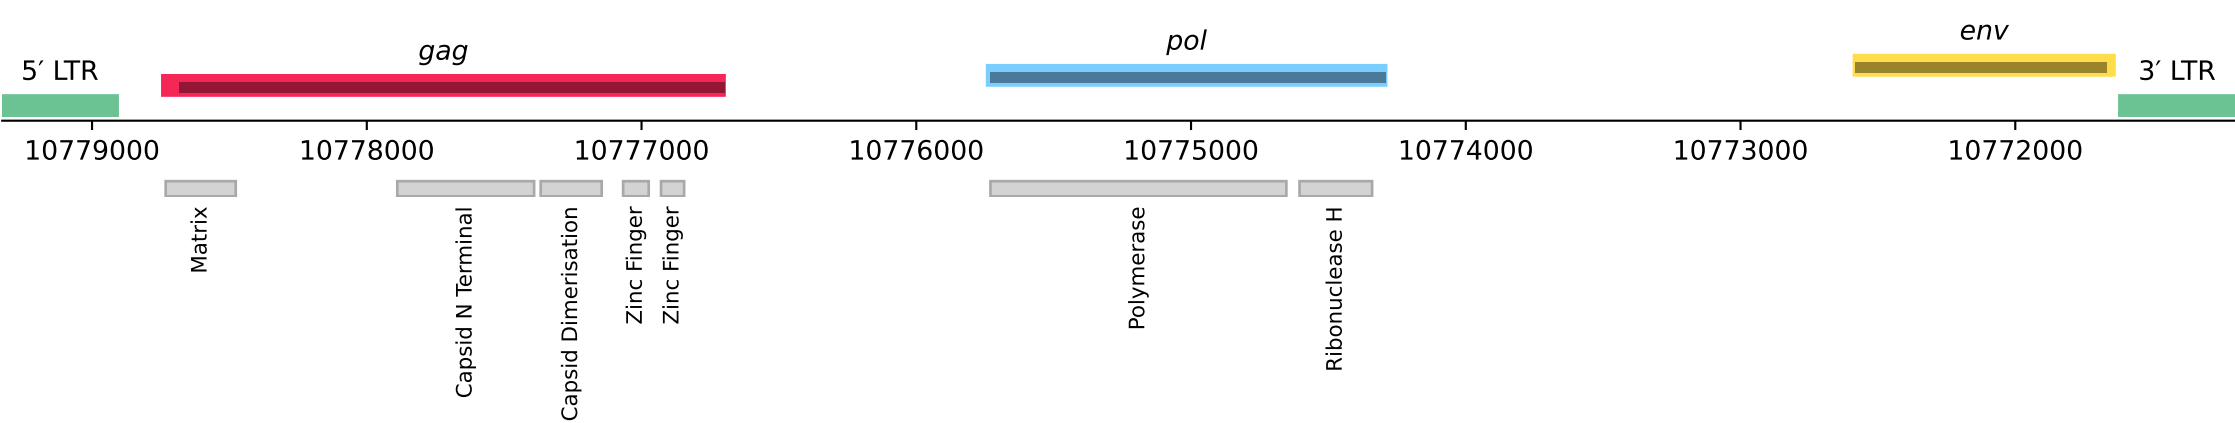 env
pol
gag
5′ LTR
3′ LTR
10779000 10778000 10777000 10776000 10775000 10774000 10773000 10772000
Matrix
Capsid N Terminal
Capsid Dimerisation
Zinc Finger
Zinc Finger
Polymerase
Ribonuclease H